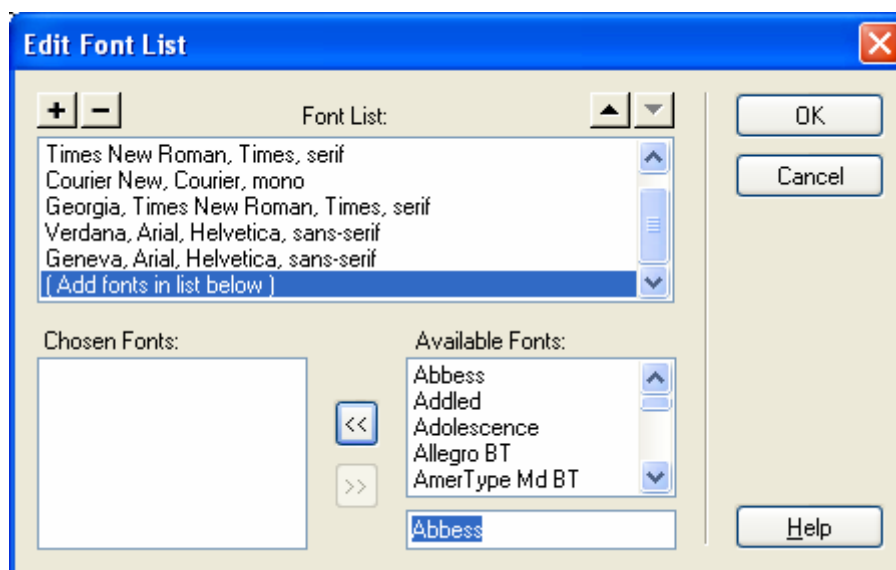 Edit Font List
+ -
Font List:
Times New Roman, Times, serif
Courier New, Courier, mono
Georgia, Times New Roman, Times, serif
Verdana, Arial, Helvetica, sans-serif
Geneva, Arial, Helvetica, sans-serif
( Add fonts in list below )
OK
Cancel
Chosen Fonts:
<<
>>
Available Fonts:
Abbess
Addled
Adolescence
Allegro BT
AmerType Md BT
Abbess
Help